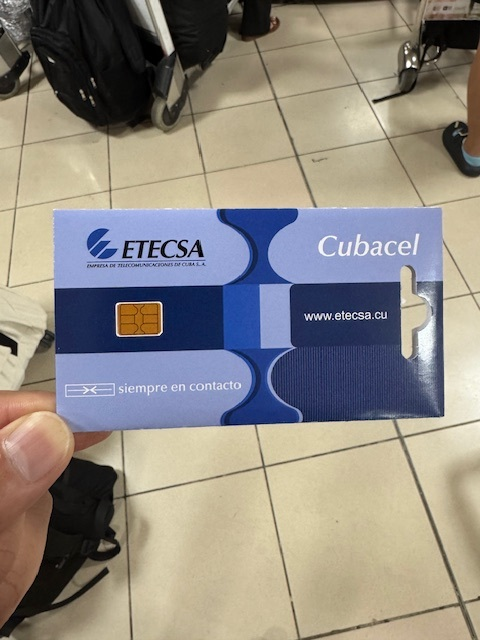 ETECSA
EMPRESA DE TELECOMUNICACIONES DE CUBA S.A.
Cubacel
www.etecsa.cu
siempre en contacto